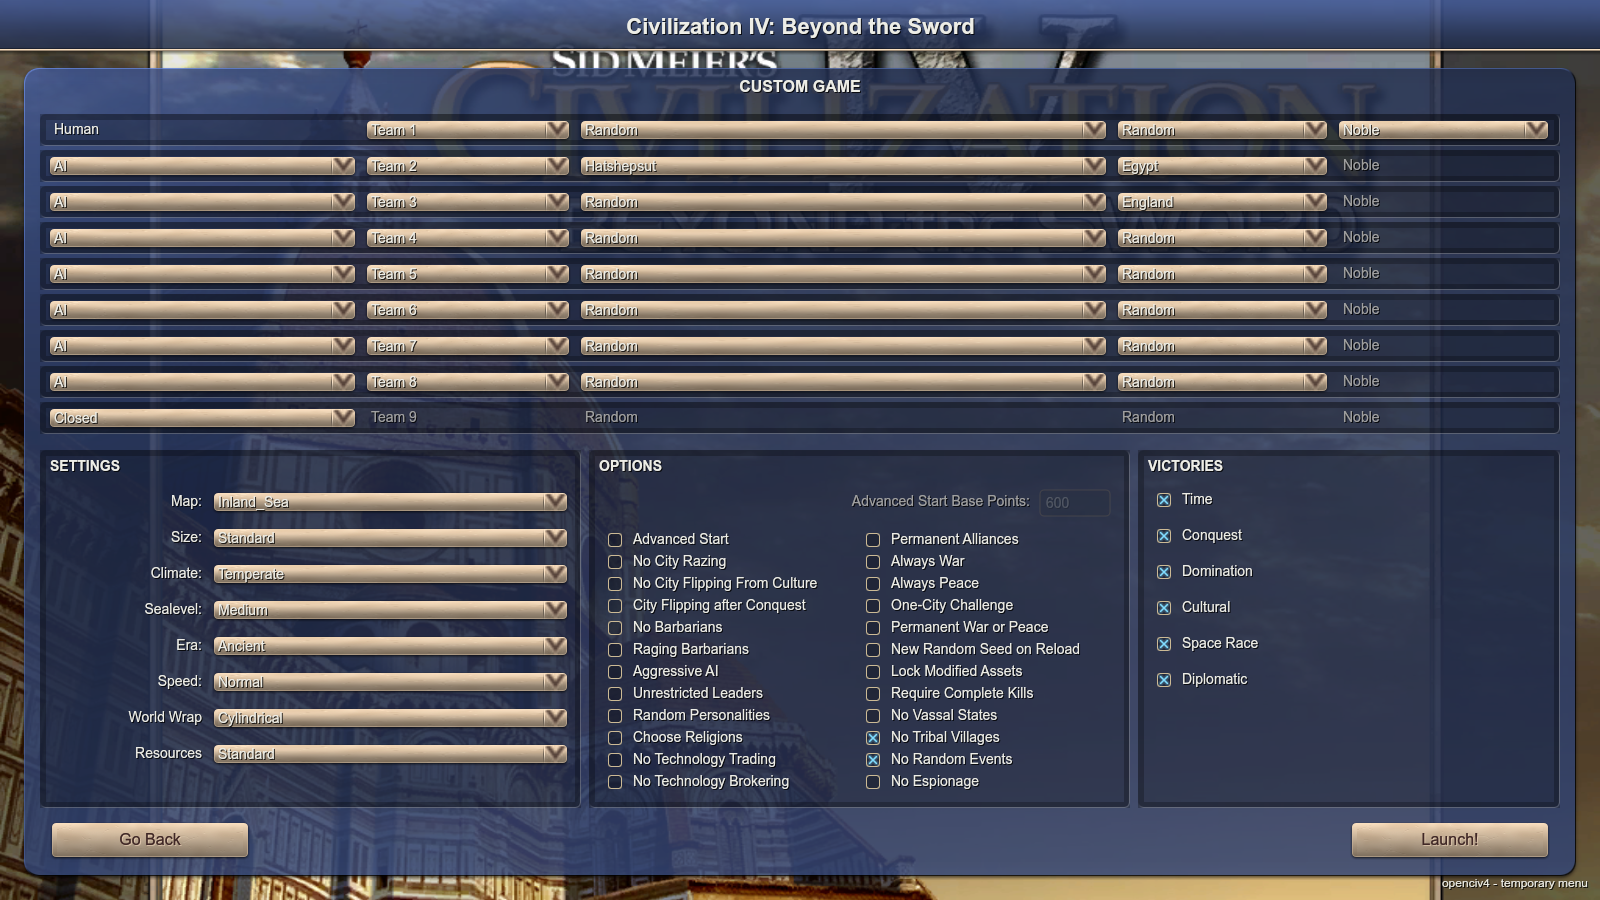 Civilization IV: Beyond the Sword
SID MEIER'S
CIVILIZATION IV
CUSTOM GAME
BEYOND the SWORD
Human Team 1 Random Random Noble
AI Team 2 Hatshepsut Egypt Noble
AI Team 3 Random England Noble
AI Team 4 Random Random Noble
AI Team 5 Random Random Noble
AI Team 6 Random Random Noble
AI Team 7 Random Random Noble
AI Team 8 Random Random Noble
Closed Team 9 Random Random Noble
SETTINGS
Map: Inland_Sea
Size: Standard
Climate: Temperate
Sealevel: Medium
Era: Ancient
Speed: Normal
World Wrap Cylindrical
Resources Standard
OPTIONS
Advanced Start Base Points: 600
Advanced Start
No City Razing
No City Flipping From Culture
City Flipping after Conquest
No Barbarians
Raging Barbarians
Aggressive AI
Unrestricted Leaders
Random Personalities
Choose Religions
No Technology Trading
No Technology Brokering
Permanent Alliances
Always War
Always Peace
One-City Challenge
Permanent War or Peace
New Random Seed on Reload
Lock Modified Assets
Require Complete Kills
No Vassal States
No Tribal Villages
No Random Events
No Espionage
VICTORIES
Time
Conquest
Domination
Cultural
Space Race
Diplomatic
Go Back
Launch!
openciv4 - temporary menu